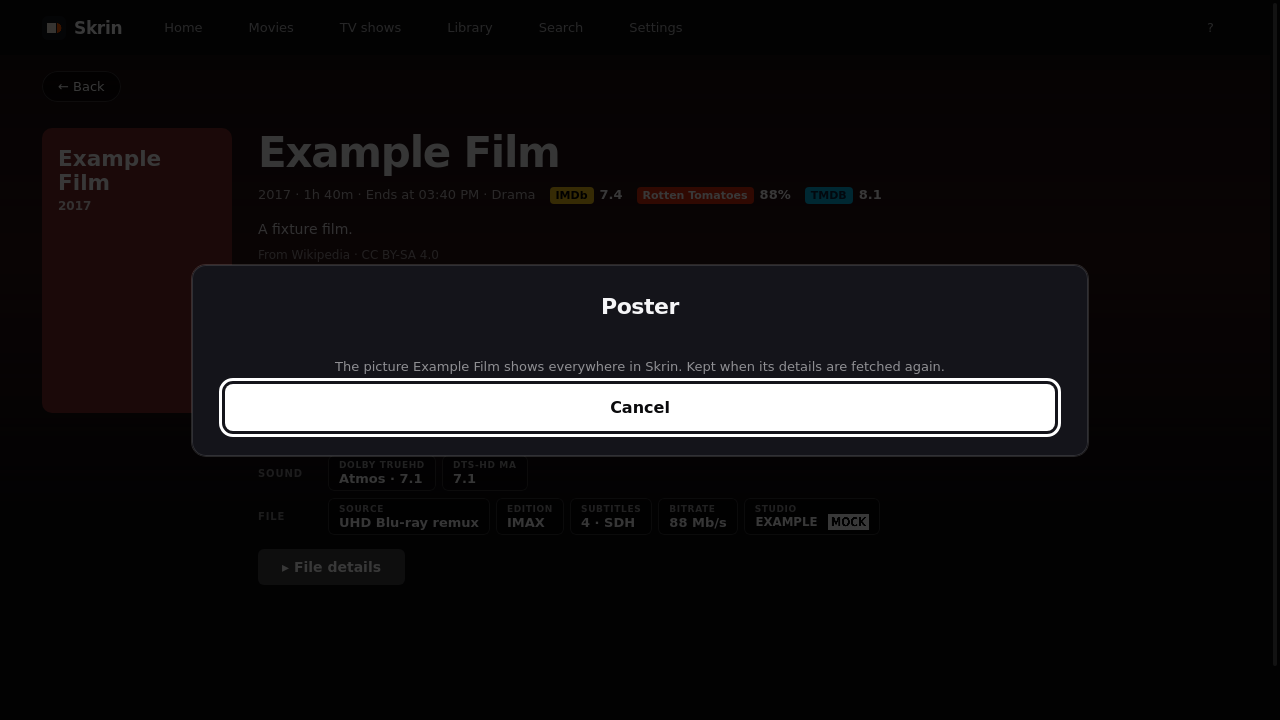 Skrin Home Movies TV shows Library Search Settings ?
← Back
Example
Film
2017
Example Film
2017 · 1h 40m · Ends at 03:40 PM · Drama IMDb 7.4 Rotten Tomatoes 88% TMDB 8.1
A fixture film.
From Wikipedia · CC BY-SA 4.0
Poster
The picture Example Film shows everywhere in Skrin. Kept when its details are fetched again.
Cancel
SOUND
DOLBY TRUEHD
Atmos · 7.1
DTS-HD MA
7.1
FILE
SOURCE
UHD Blu-ray remux
EDITION
IMAX
SUBTITLES
4 · SDH
BITRATE
88 Mb/s
STUDIO
EXAMPLE MOCK
▸ File details